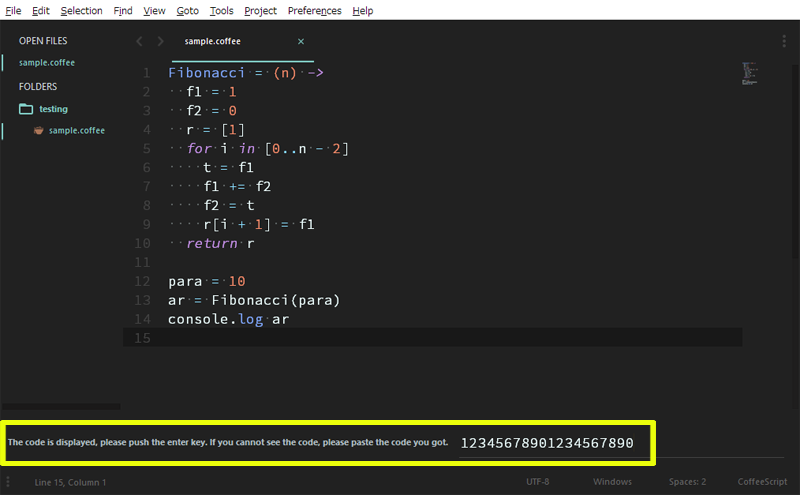 File Edit Selection Find View Goto Tools Project Preferences Help
OPEN FILES
sample.coffee
FOLDERS
testing
sample.coffee
sample.coffee ×
1 Fibonacci = (n) ->
2   f1 = 1
3   f2 = 0
4   r = [1]
5   for i in [0..n - 2]
6     t = f1
7     f1 += f2
8     f2 = t
9     r[i + 1] = f1
10   return r
11
12 para = 10
13 ar = Fibonacci(para)
14 console.log ar
15
The code is displayed, please push the enter key. If you cannot see the code, please paste the code you got. 12345678901234567890
Line 15, Column 1 UTF-8 Windows Spaces: 2 CoffeeScript